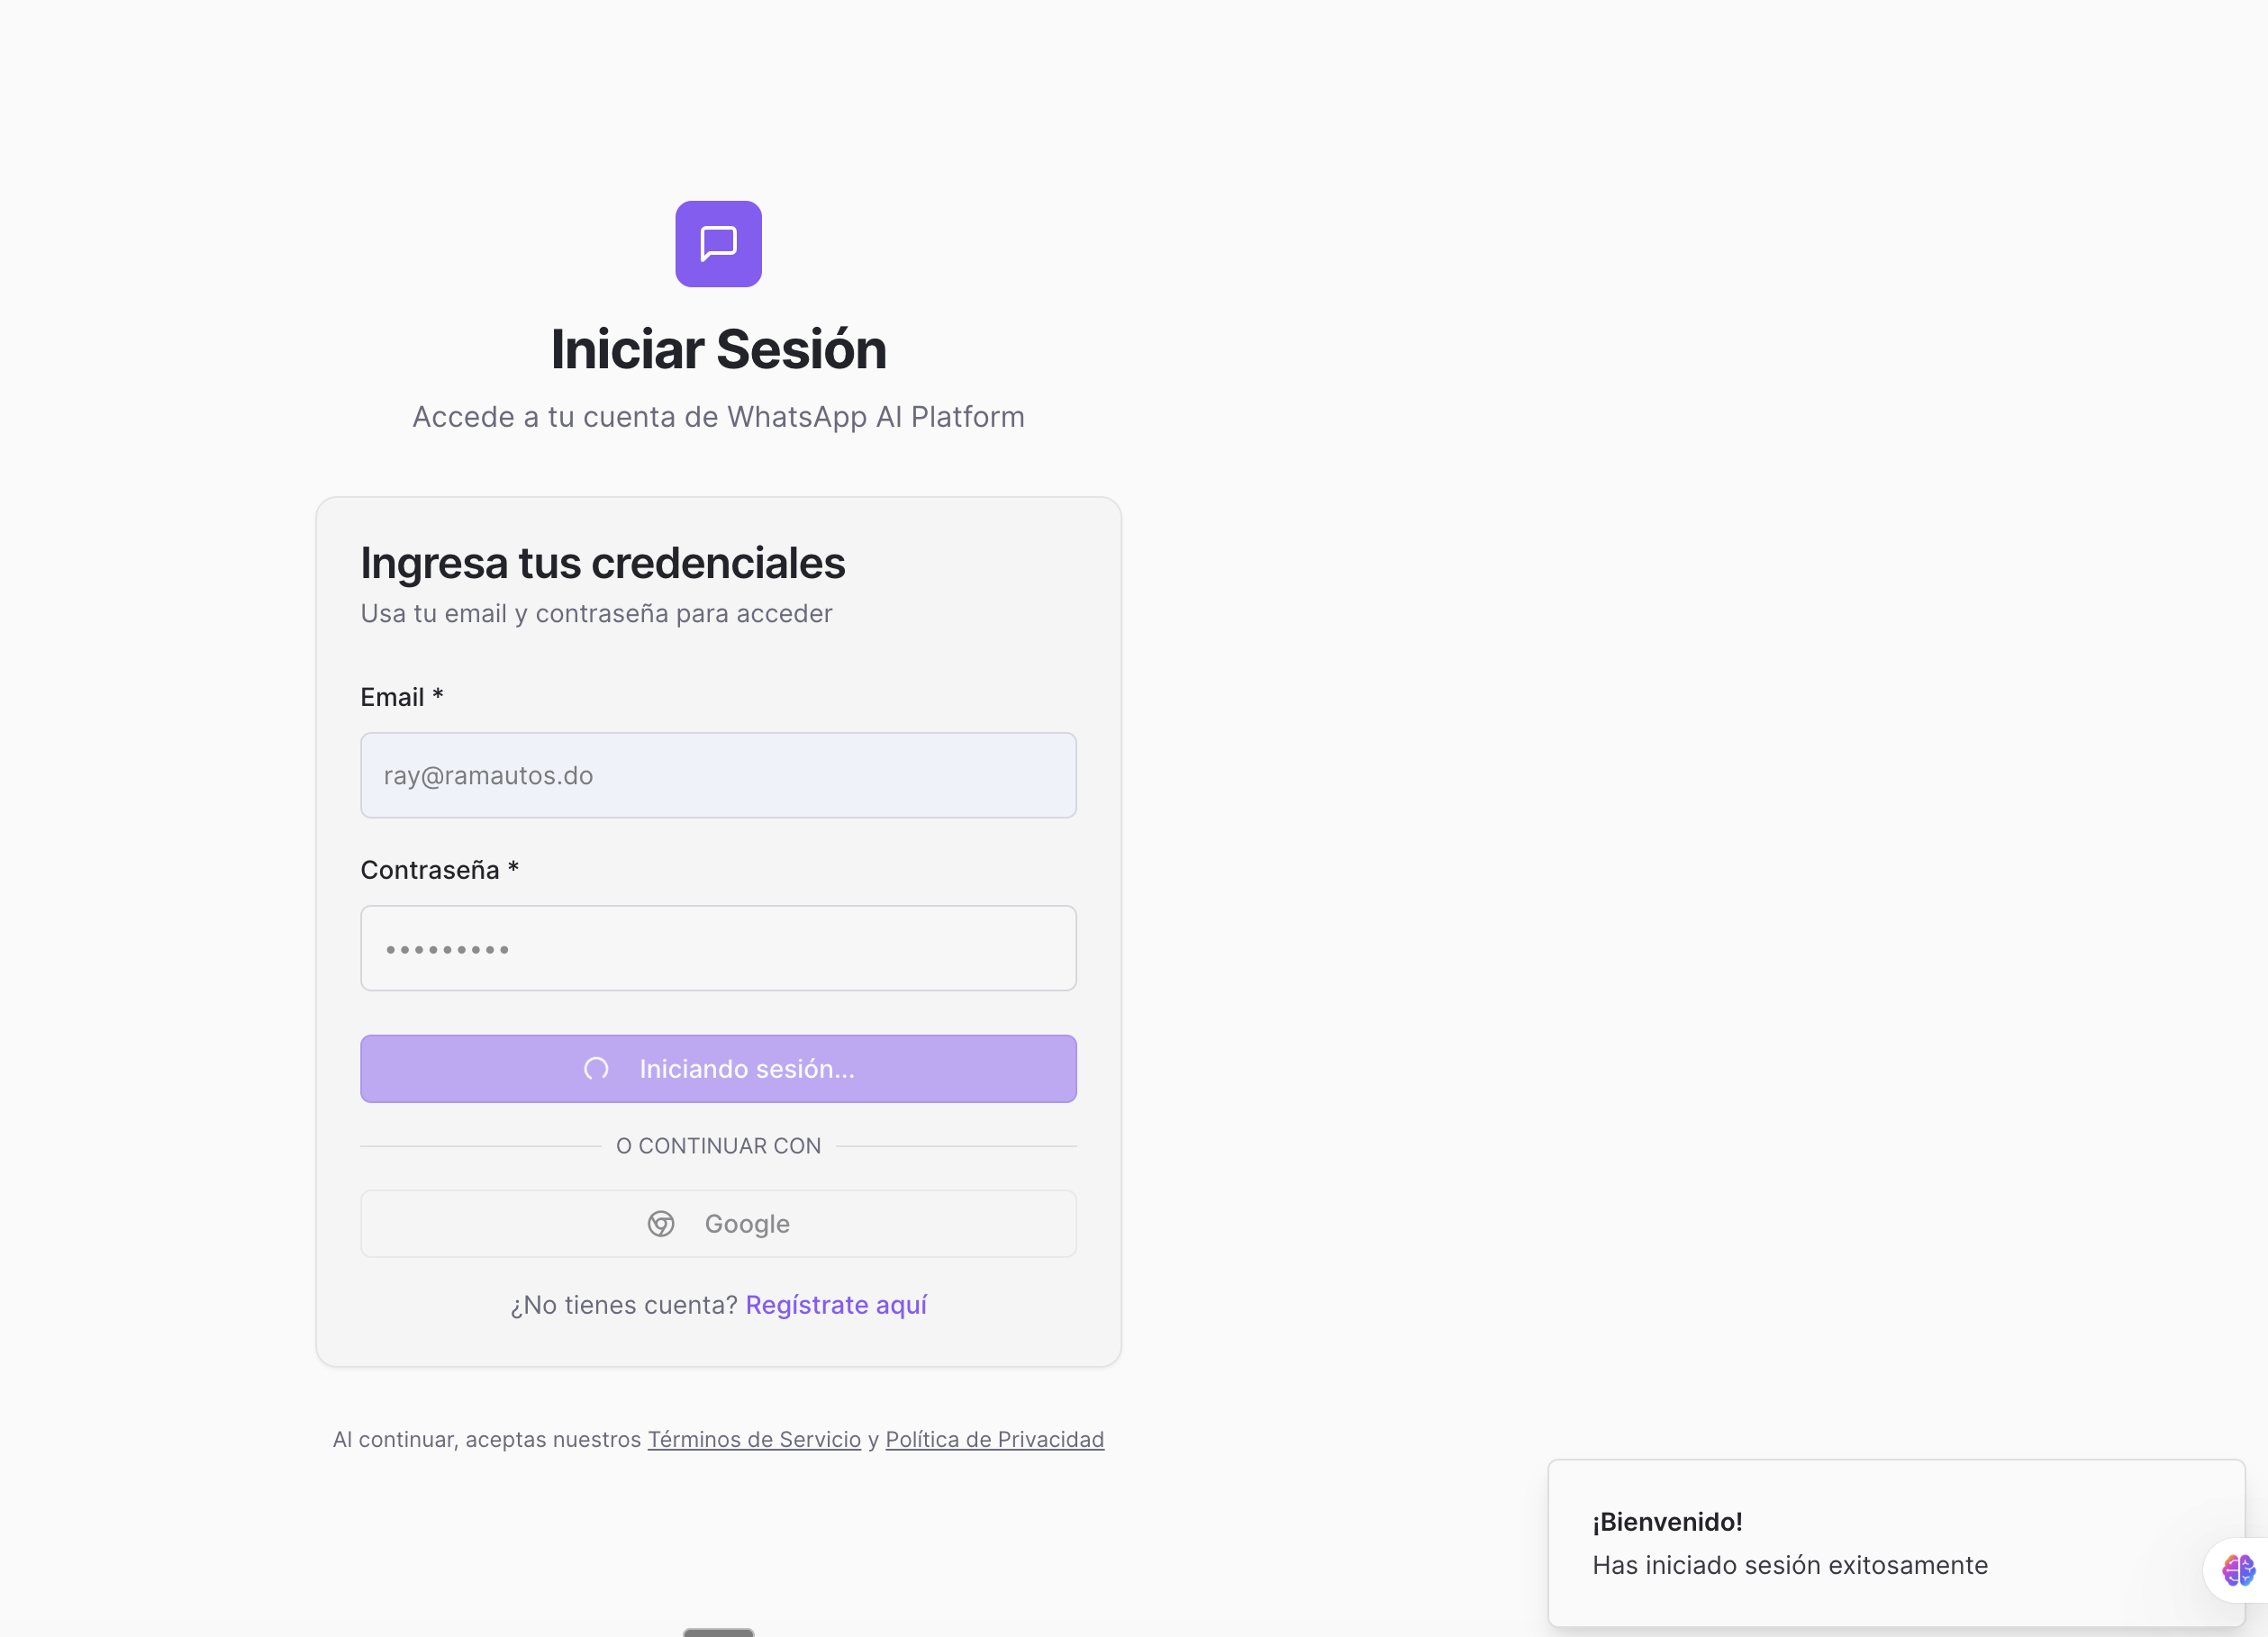 Iniciar Sesión
Accede a tu cuenta de WhatsApp AI Platform
Ingresa tus credenciales
Usa tu email y contraseña para acceder
Email *
ray@ramautos.do
Contraseña *
•••••••••
Iniciando sesión...
O CONTINUAR CON
Google
¿No tienes cuenta? Regístrate aquí
Al continuar, aceptas nuestros Términos de Servicio y Política de Privacidad
¡Bienvenido!
Has iniciado sesión exitosamente